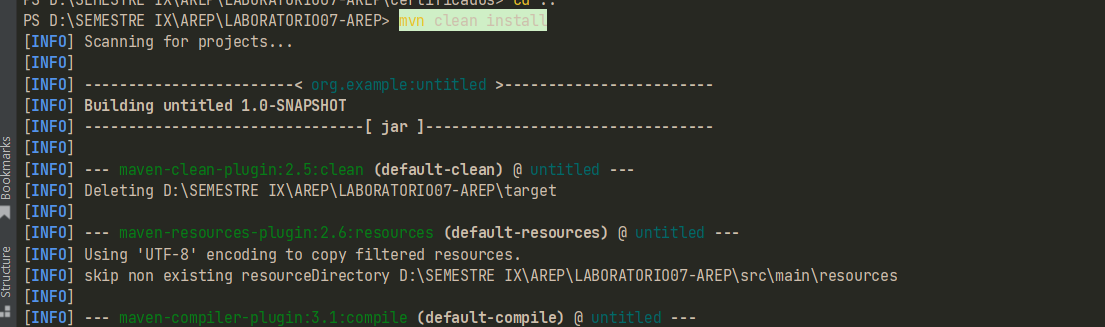 PS D:\SEMESTRE IX\AREP\LABORATORIO07-AREP\certificados> cd ..
PS D:\SEMESTRE IX\AREP\LABORATORIO07-AREP> mvn clean install
[INFO] Scanning for projects...
[INFO]
[INFO] ------------------------< org.example:untitled >------------------------
[INFO] Building untitled 1.0-SNAPSHOT
[INFO] --------------------------------[ jar ]---------------------------------
[INFO]
[INFO] --- maven-clean-plugin:2.5:clean (default-clean) @ untitled ---
[INFO] Deleting D:\SEMESTRE IX\AREP\LABORATORIO07-AREP\target
[INFO]
[INFO] --- maven-resources-plugin:2.6:resources (default-resources) @ untitled ---
[INFO] Using 'UTF-8' encoding to copy filtered resources.
[INFO] skip non existing resourceDirectory D:\SEMESTRE IX\AREP\LABORATORIO07-AREP\src\main\resources
[INFO]
[INFO] --- maven-compiler-plugin:3.1:compile (default-compile) @ untitled ---
Bookmarks
Structure